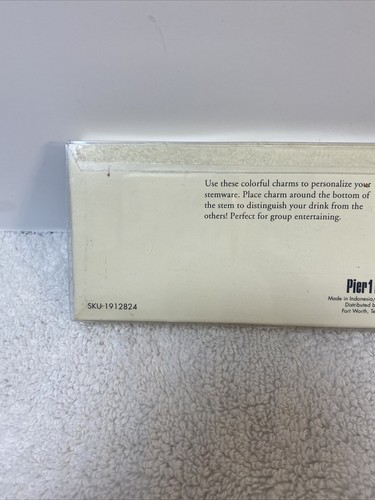 Use these colorful charms to personalize your
stemware. Place charm around the bottom of
the stem to distinguish your drink from the
others! Perfect for group entertaining.
Pier 1
Made in Indonesia/
Distributed b
Fort Worth, Te
SKU-1912824